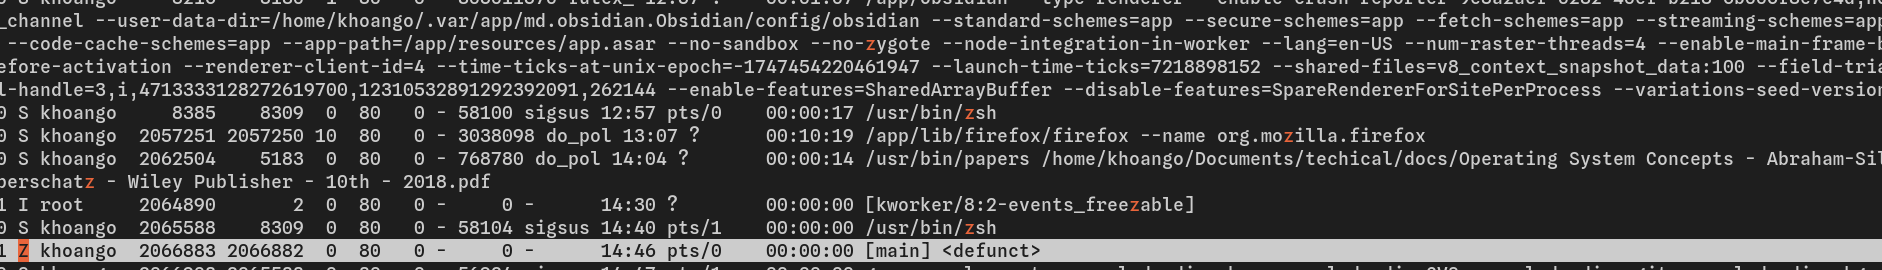 _channel --user-data-dir=/home/khoango/.var/app/md.obsidian.Obsidian/config/obsidian --standard-schemes=app --secure-schemes=app --fetch-schemes=app --streaming-schemes=app
--code-cache-schemes=app --app-path=/app/resources/app.asar --no-sandbox --no-zygote --node-integration-in-worker --lang=en-US --num-raster-threads=4 --enable-main-frame-b
efore-activation --renderer-client-id=4 --time-ticks-at-unix-epoch=-1747454220461947 --launch-time-ticks=7218898152 --shared-files=v8_context_snapshot_data:100 --field-tria
l-handle=3,i,4713333128272619700,12310532891292392091,262144 --enable-features=SharedArrayBuffer --disable-features=SpareRendererForSitePerProcess --variations-seed-version
0 S khoango 8385 8309 0 80 0 - 58100 sigsus 12:57 pts/0 00:00:17 /usr/bin/zsh
0 S khoango 2057251 2057250 10 80 0 - 3038098 do_pol 13:07 ? 00:10:19 /app/lib/firefox/firefox --name org.mozilla.firefox
0 S khoango 2062504 5183 0 80 0 - 768780 do_pol 14:04 ? 00:00:14 /usr/bin/papers /home/khoango/Documents/techical/docs/Operating System Concepts - Abraham-Sil
berschatz - Wiley Publisher - 10th - 2018.pdf
1 I root 2064890 2 0 80 0 - 0 - 14:30 ? 00:00:00 [kworker/8:2-events_freezable]
0 S khoango 2065588 8309 0 80 0 - 58104 sigsus 14:40 pts/1 00:00:00 /usr/bin/zsh
1 Z khoango 2066883 2066882 0 80 0 - 0 - 14:46 pts/0 00:00:00 [main] <defunct>